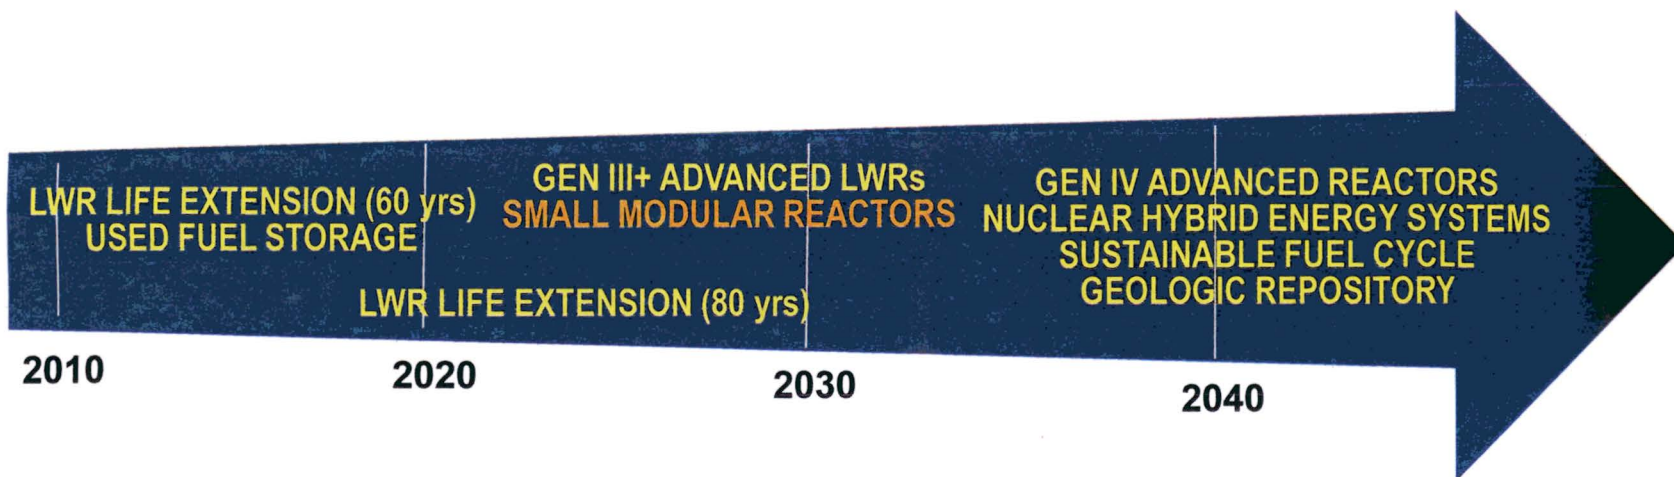 LWR LIFE EXTENSION (60 yrs)
USED FUEL STORAGE
GEN III+ ADVANCED LWRs
SMALL MODULAR REACTORS
LWR LIFE EXTENSION (80 yrs)
GEN IV ADVANCED REACTORS
NUCLEAR HYBRID ENERGY SYSTEMS
SUSTAINABLE FUEL CYCLE
GEOLOGIC REPOSITORY
2010
2020
2030
2040